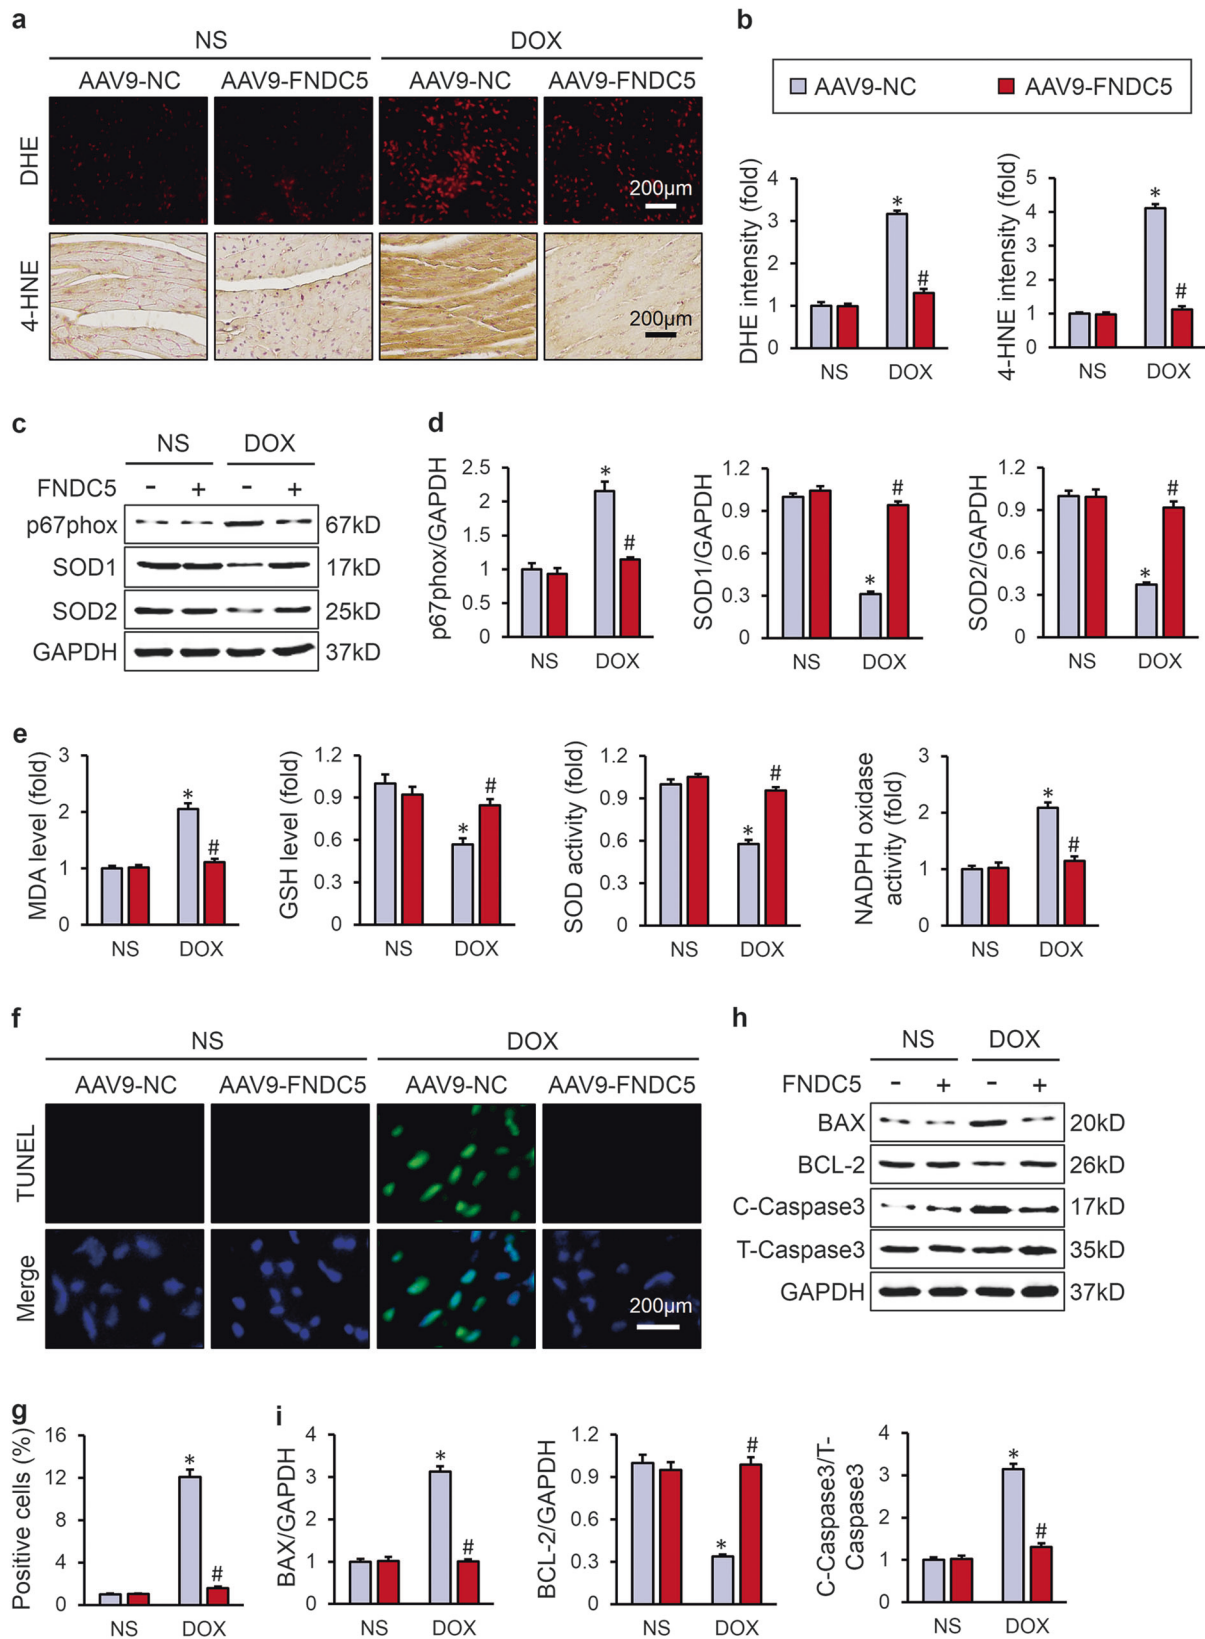 a
NS DOX
AAV9-NC AAV9-FNDC5 AAV9-NC AAV9-FNDC5
DHE
200μm
4-HNE
200μm
b
AAV9-NC AAV9-FNDC5
DHE intensity (fold)
4
3
2
1
0
NS DOX
*
#
4-HNE intensity (fold)
5
4
3
2
1
0
NS DOX
*
#
c
NS DOX
FNDC5 - + - +
p67phox 67kD
SOD1 17kD
SOD2 25kD
GAPDH 37kD
d
p67phox/GAPDH
2.5
2
1.5
1
0.5
0
NS DOX
*
#
SOD1/GAPDH
1.2
0.9
0.6
0.3
0
NS DOX
*
#
SOD2/GAPDH
1.2
0.9
0.6
0.3
0
NS DOX
*
#
e
MDA level (fold)
3
2
1
0
NS DOX
*
#
GSH level (fold)
1.2
0.9
0.6
0.3
0
NS DOX
*
#
SOD activity (fold)
1.2
0.9
0.6
0.3
0
NS DOX
*
#
NADPH oxidase
activity (fold)
3
2
1
0
NS DOX
*
#
f
NS DOX
AAV9-NC AAV9-FNDC5 AAV9-NC AAV9-FNDC5
TUNEL
Merge
200μm
h
NS DOX
FNDC5 - + - +
BAX 20kD
BCL-2 26kD
C-Caspase3 17kD
T-Caspase3 35kD
GAPDH 37kD
g
Positive cells (%)
16
12
8
4
0
NS DOX
*
#
i
BAX/GAPDH
4
3
2
1
0
NS DOX
*
#
BCL-2/GAPDH
1.2
0.9
0.6
0.3
0
NS DOX
*
#
C-Caspase3/T-
Caspase3
4
3
2
1
0
NS DOX
*
#